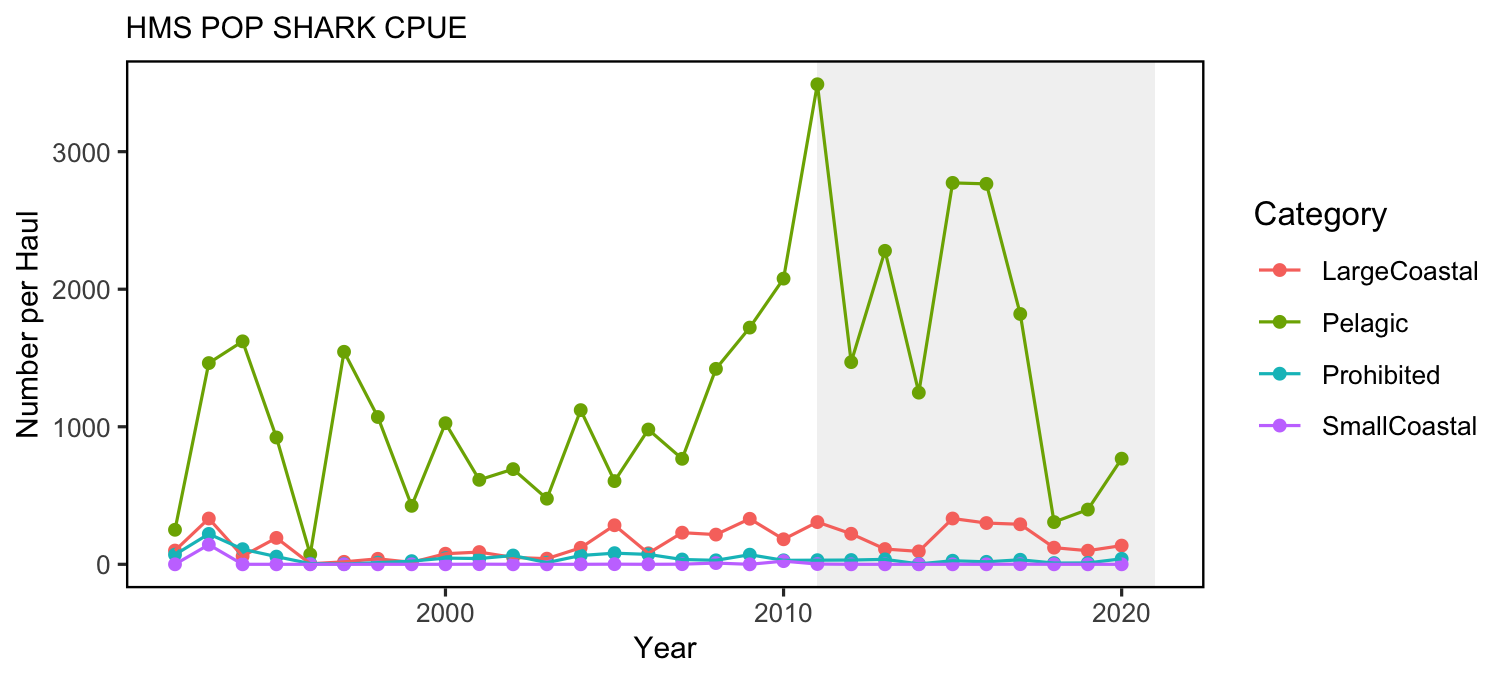 HMS POP SHARK CPUE
Number per Haul
3000
2000
1000
0
2000 2010 2020
Year
Category
LargeCoastal
Pelagic
Prohibited
SmallCoastal